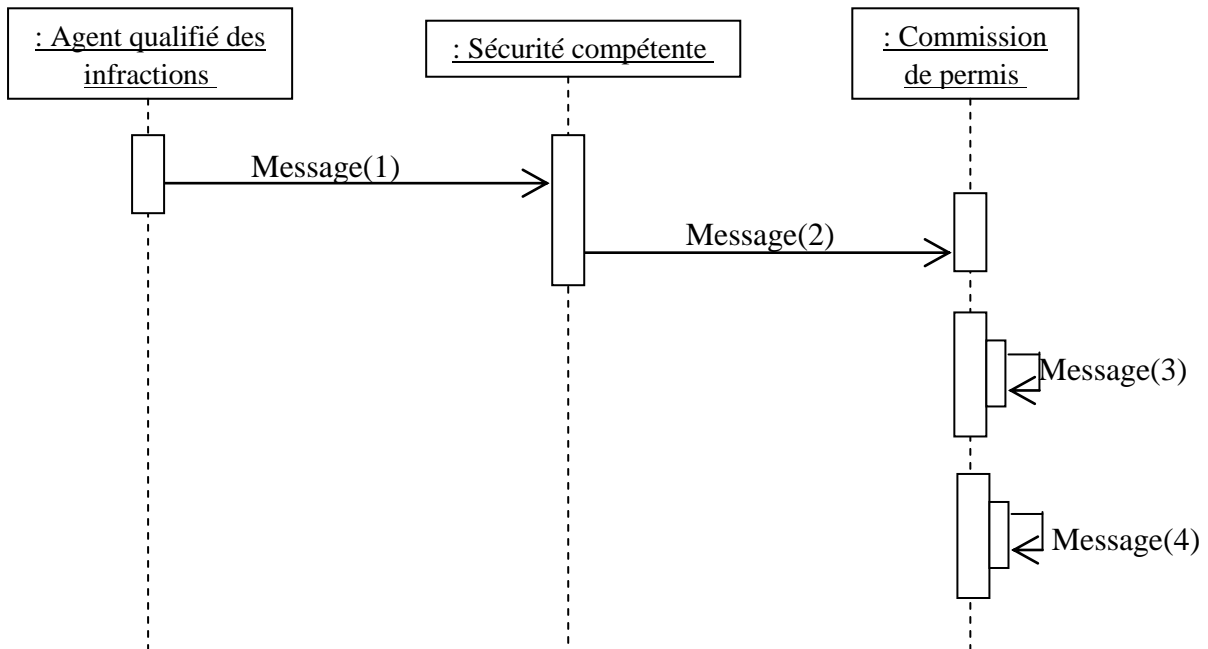 : Agent qualifié des
infractions
: Sécurité compétente
: Commission
de permis
Message(1)
Message(2)
Message(3)
Message(4)